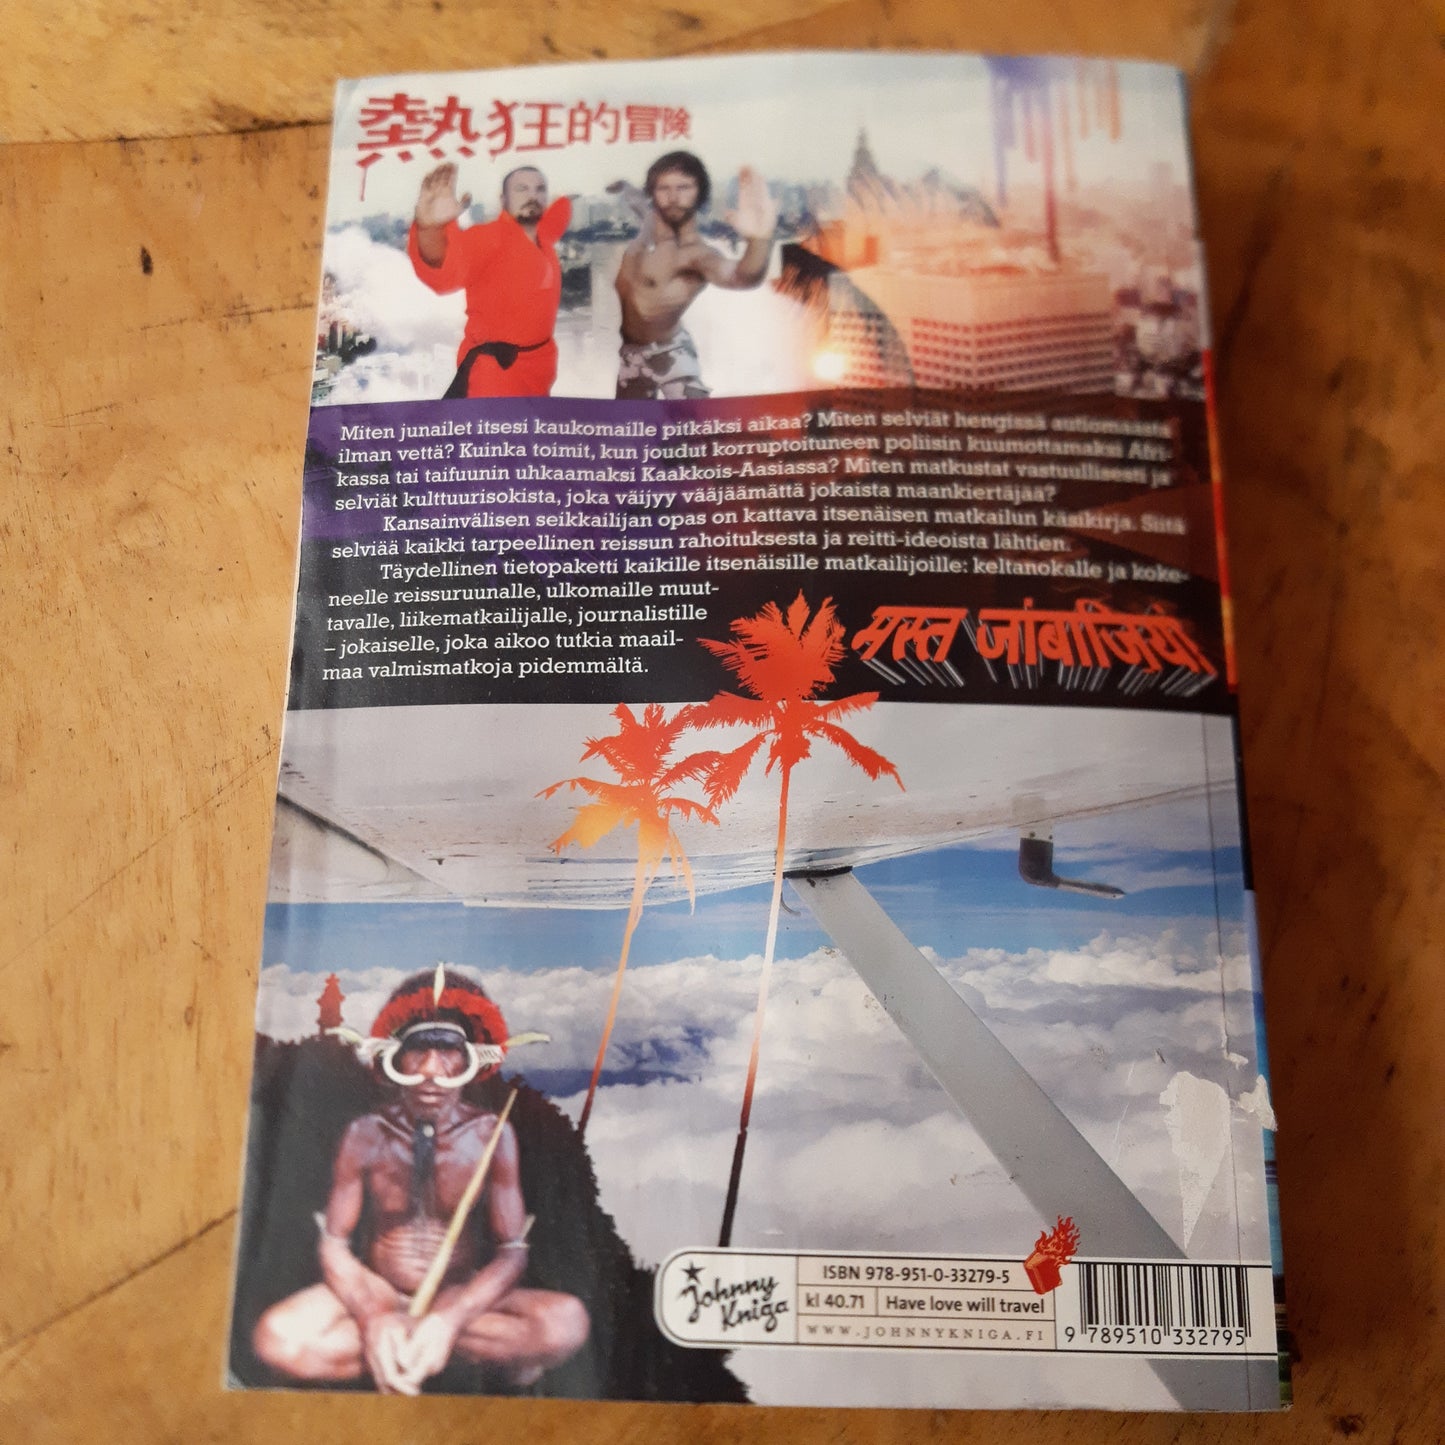 熱狂的冒険
Miten junailet itsesi kaukomaille pitkäksi aikaa? Miten selviät hengissä autiomaasta
ilman vettä? Kuinka toimit, kun joudut korruptoituneen poliisin kuumottamaksi Afri-
kassa tai taifuunin uhkaamaksi Kaakkois-Aasiassa? Miten matkustat vastuullisesti ja
selviät kulttuurisokista, joka väijyy vääjäämättä jokaista maankiertäjää?
Kansainvälisen seikkailijan opas on kattava itsenäisen matkailun käsikirja. Siitä
selviää kaikki tarpeellinen reissun rahoituksesta ja reitti-ideoista lähtien.
Täydellinen tietopaketti kaikille itsenäisille matkailijoille: keltanokalle ja koke-
neelle reissuruunalle, ulkomaille muut-
tavalle, liikematkailijalle, journalistille
– jokaiselle, joka aikoo tutkia maail-
maa valmismatkoja pidemmältä.
मस्त जांबाजियों
Johnny
Kniga
ISBN 978-951-0-33279-5
kl 40.71 Have love will travel
WWW.JOHNNYKNIGA.FI
9 789510 332795